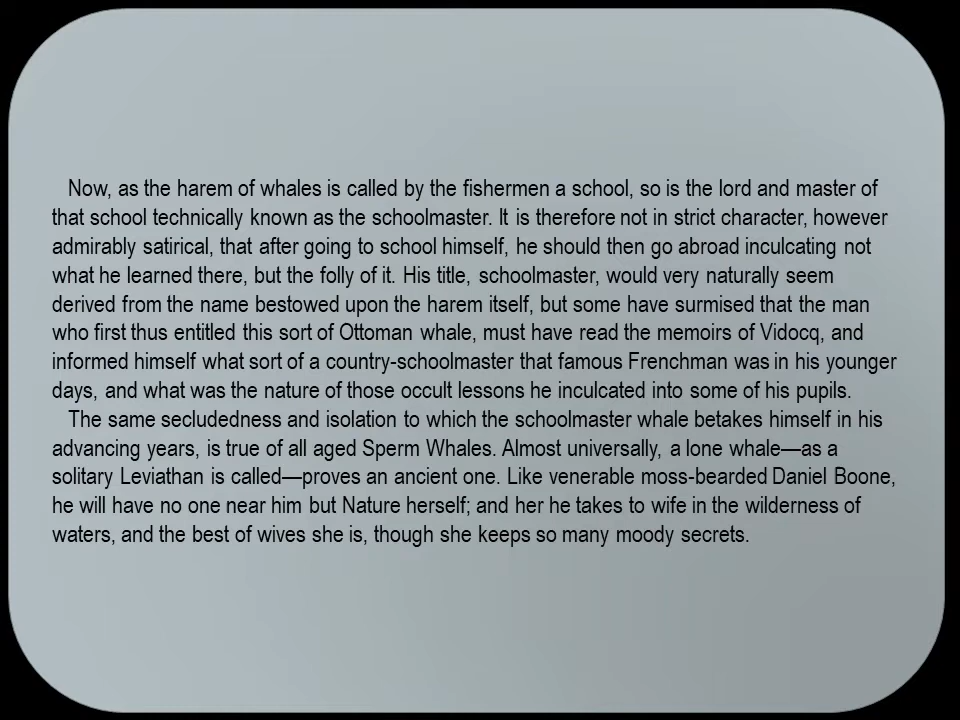 Now, as the harem of whales is called by the fishermen a school, so is the lord and master of
that school technically known as the schoolmaster. It is therefore not in strict character, however
admirably satirical, that after going to school himself, he should then go abroad inculcating not
what he learned there, but the folly of it. His title, schoolmaster, would very naturally seem
derived from the name bestowed upon the harem itself, but some have surmised that the man
who first thus entitled this sort of Ottoman whale, must have read the memoirs of Vidocq, and
informed himself what sort of a country-schoolmaster that famous Frenchman was in his younger
days, and what was the nature of those occult lessons he inculcated into some of his pupils.
The same secludedness and isolation to which the schoolmaster whale betakes himself in his
advancing years, is true of all aged Sperm Whales. Almost universally, a lone whale—as a
solitary Leviathan is called—proves an ancient one. Like venerable moss-bearded Daniel Boone,
he will have no one near him but Nature herself; and her he takes to wife in the wilderness of
waters, and the best of wives she is, though she keeps so many moody secrets.